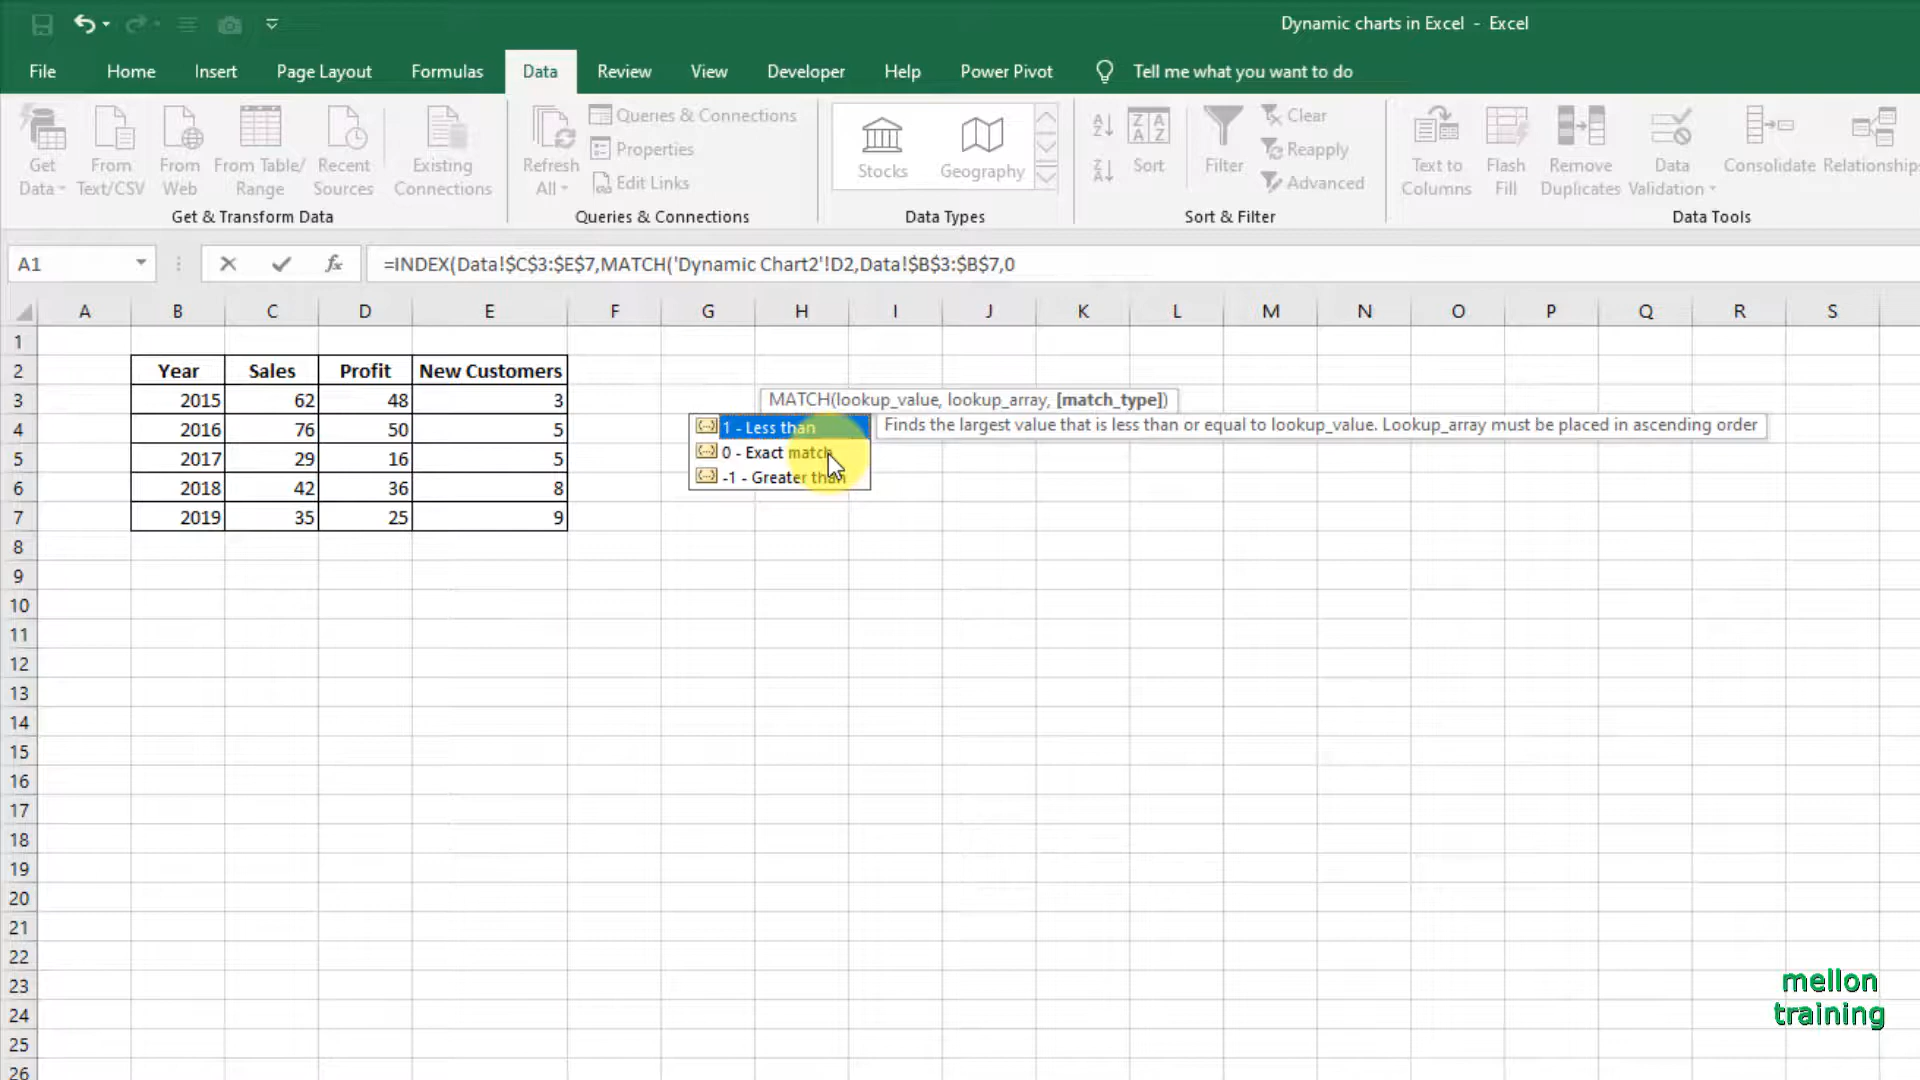 Dynamic charts in Excel - Excel
File Home Insert Page Layout Formulas Data Review View Developer Help Power Pivot Tell me what you want to do
Get Data From Text/CSV From Web From Table/ Range Recent Sources Existing Connections
Get & Transform Data
Refresh All Queries & Connections Properties Edit Links
Queries & Connections
Stocks Geography
Data Types
A Z Z A Sort Z A A Z Filter Clear Reapply Advanced
Sort & Filter
Text to Columns Flash Fill Remove Duplicates Data Validation Consolidate Relationship
Data Tools
A1 fx =INDEX(Data!$C$3:$E$7,MATCH('Dynamic Chart2'!D2,Data!$B$3:$B$7,0
A B C D E F G H I J K L M N O P Q R S
1
2 Year Sales Profit New Customers
3 2015 62 48 3 MATCH(lookup_value, lookup_array, [match_type])
4 2016 76 50 5 (...) 1 - Less than Finds the largest value that is less than or equal to lookup_value. Lookup_array must be placed in ascending order
5 2017 29 16 5 (...) 0 - Exact match
6 2018 42 36 8 (...) -1 - Greater than
7 2019 35 25 9
8
9
10
11
12
13
14
15
16
17
18
19
20
21
22
23
24
25
26
mellon
training